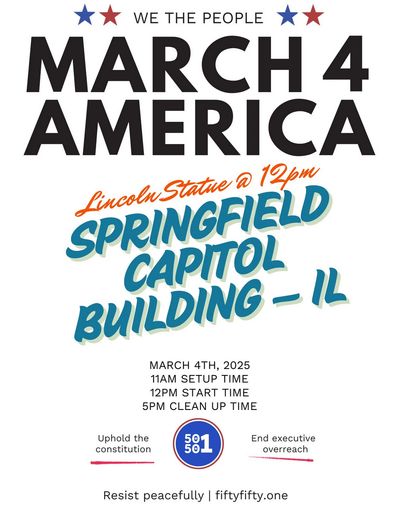 WE THE PEOPLE
MARCH 4
AMERICA
Lincoln Statue @ 12pm
SPRINGFIELD
CAPITOL
BUILDING – IL
MARCH 4TH, 2025
11AM SETUP TIME
12PM START TIME
5PM CLEAN UP TIME
Uphold the
constitution
50
50
1
End executive
overreach
Resist peacefully | fiftyfifty.one